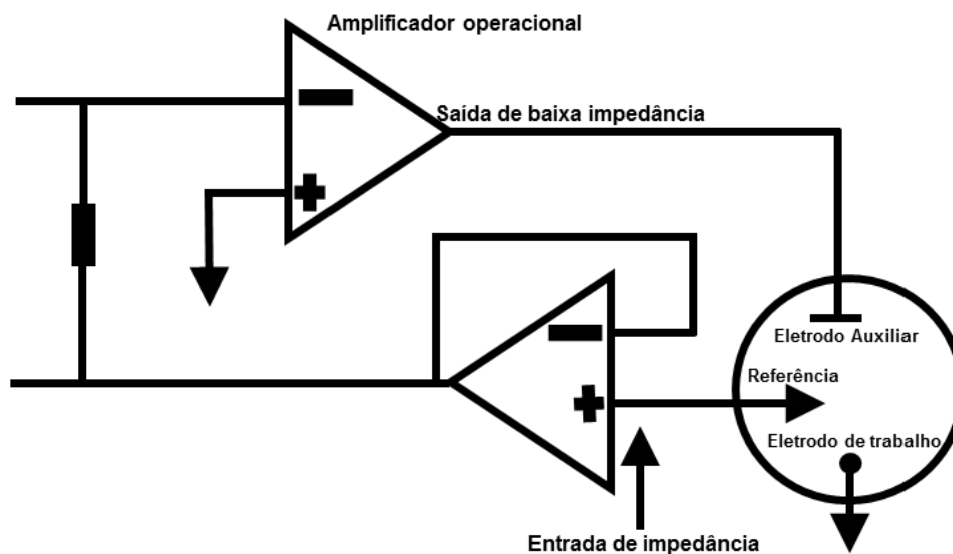 Amplificador operacional
Saída de baixa impedância
Eletrodo Auxiliar
Referência
Eletrodo de trabalho
Entrada de impedância